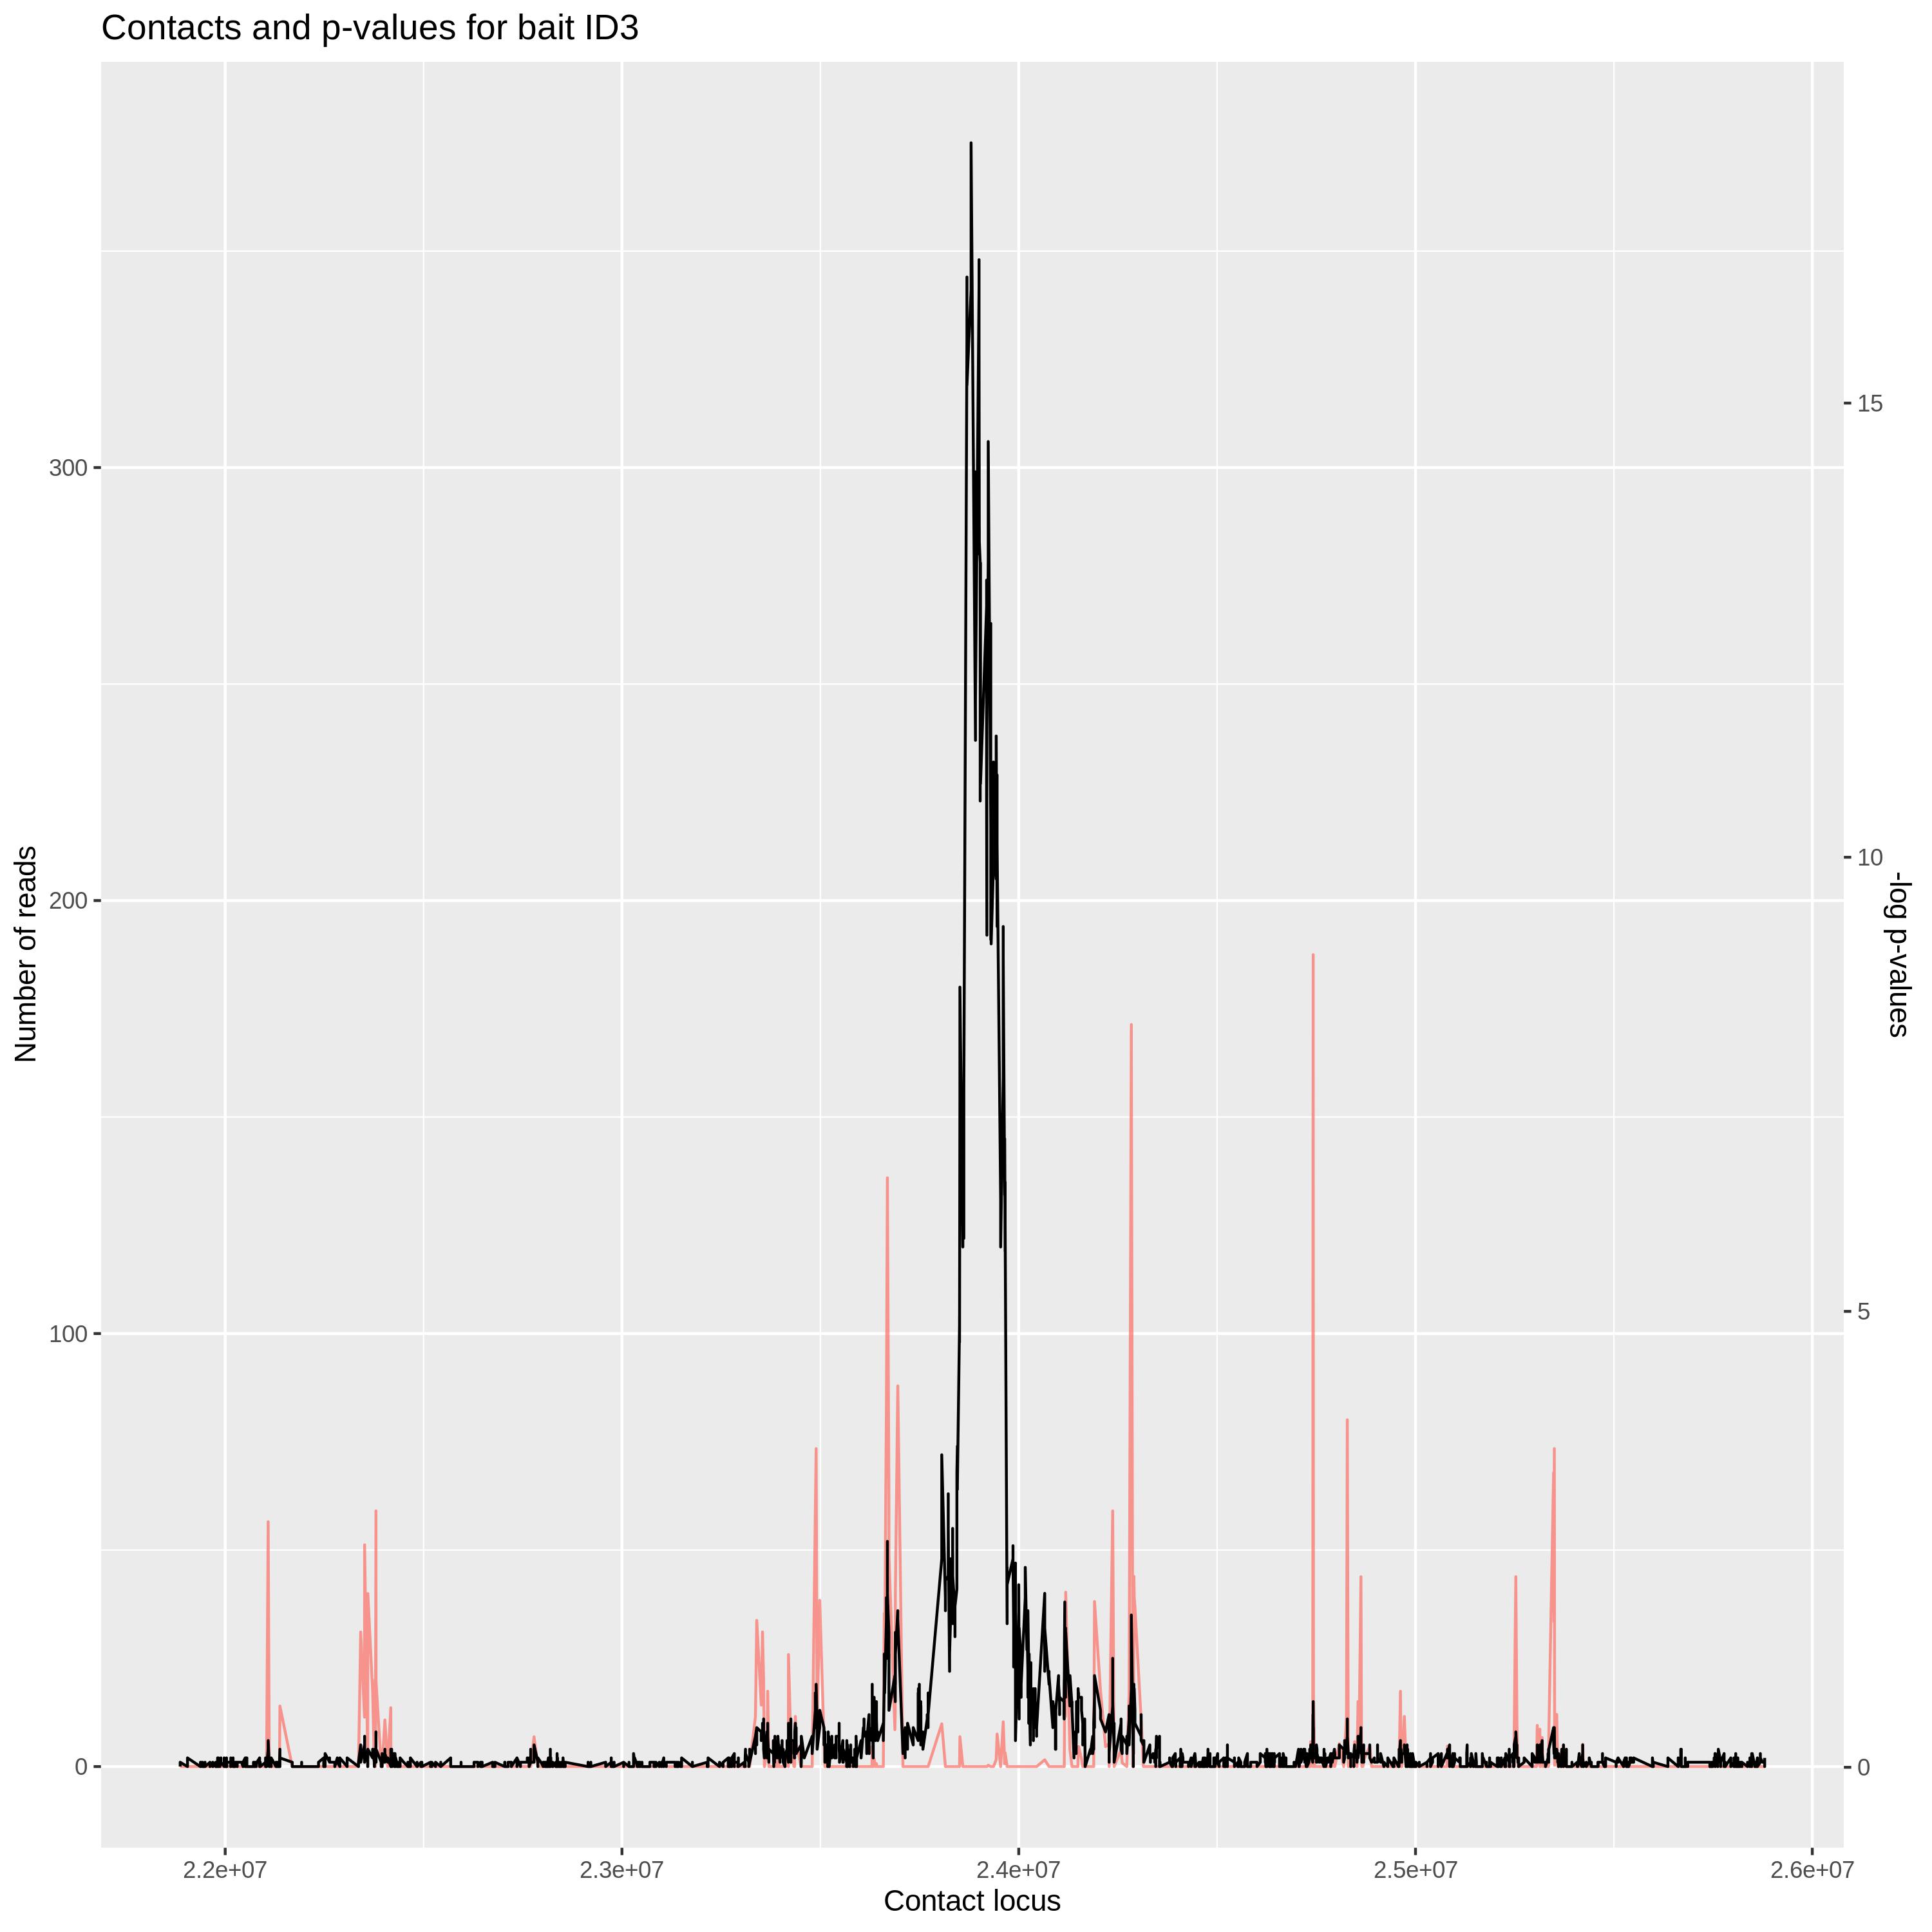 Contacts and p-values for bait ID3
Number of reads
300
200
100
0
15
10
5
0
-log p-values
2.2e+07
2.3e+07
2.4e+07
2.5e+07
2.6e+07
Contact locus